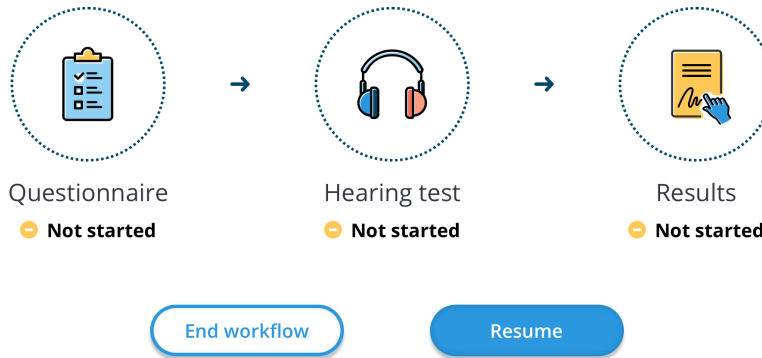 Questionnaire
Hearing test
Results
Not started
Not started
Not started
End workflow
Resume